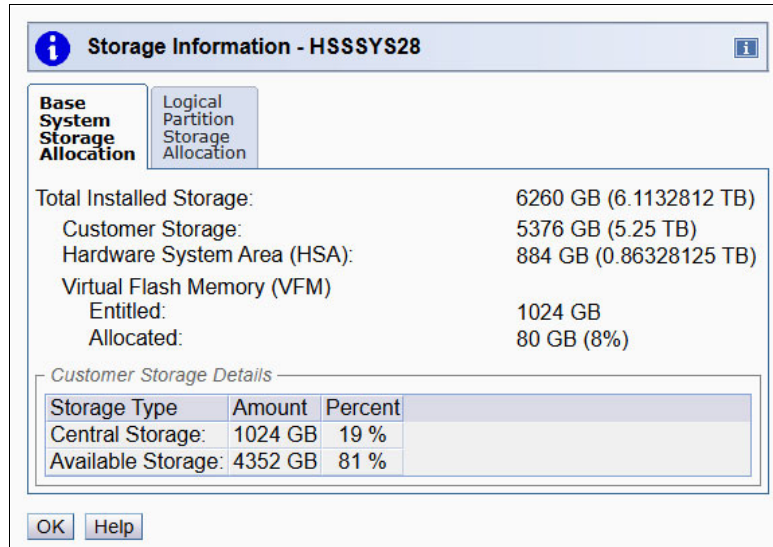 Storage Information - HSSSYS28
Base
System
Storage
Allocation
Logical
Partition
Storage
Allocation
Total Installed Storage: 6260 GB (6.1132812 TB)
Customer Storage: 5376 GB (5.25 TB)
Hardware System Area (HSA): 884 GB (0.86328125 TB)
Virtual Flash Memory (VFM)
Entitled: 1024 GB
Allocated: 80 GB (8%)
Customer Storage Details
Storage Type Amount Percent
Central Storage: 1024 GB 19 %
Available Storage: 4352 GB 81 %
OK Help